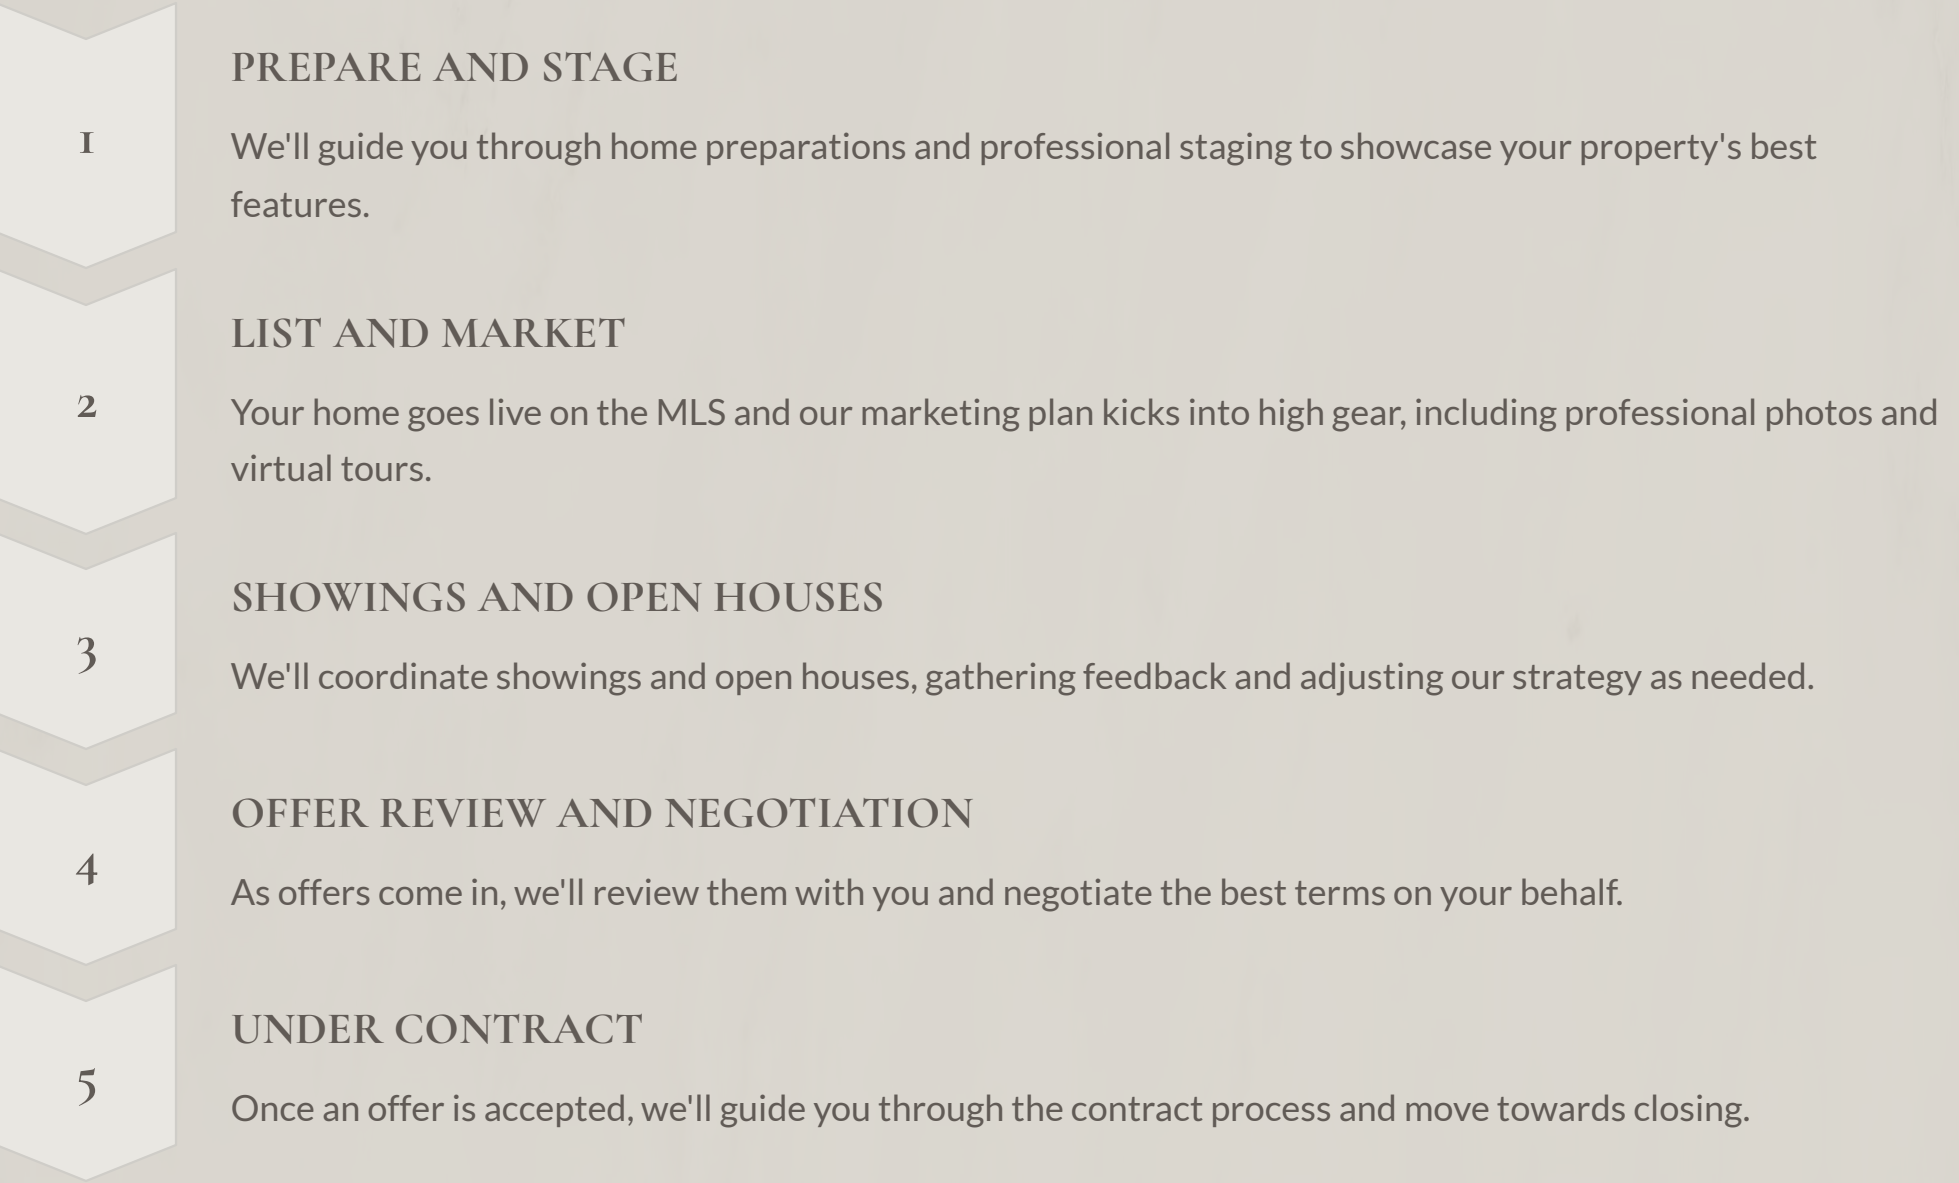 PREPARE AND STAGE
1
We'll guide you through home preparations and professional staging to showcase your property's best
features.
LIST AND MARKET
2
Your home goes live on the MLS and our marketing plan kicks into high gear, including professional photos and
virtual tours.
SHOWINGS AND OPEN HOUSES
3
We'll coordinate showings and open houses, gathering feedback and adjusting our strategy as needed.
OFFER REVIEW AND NEGOTIATION
4
As offers come in, we'll review them with you and negotiate the best terms on your behalf.
UNDER CONTRACT
5
Once an offer is accepted, we'll guide you through the contract process and move towards closing.